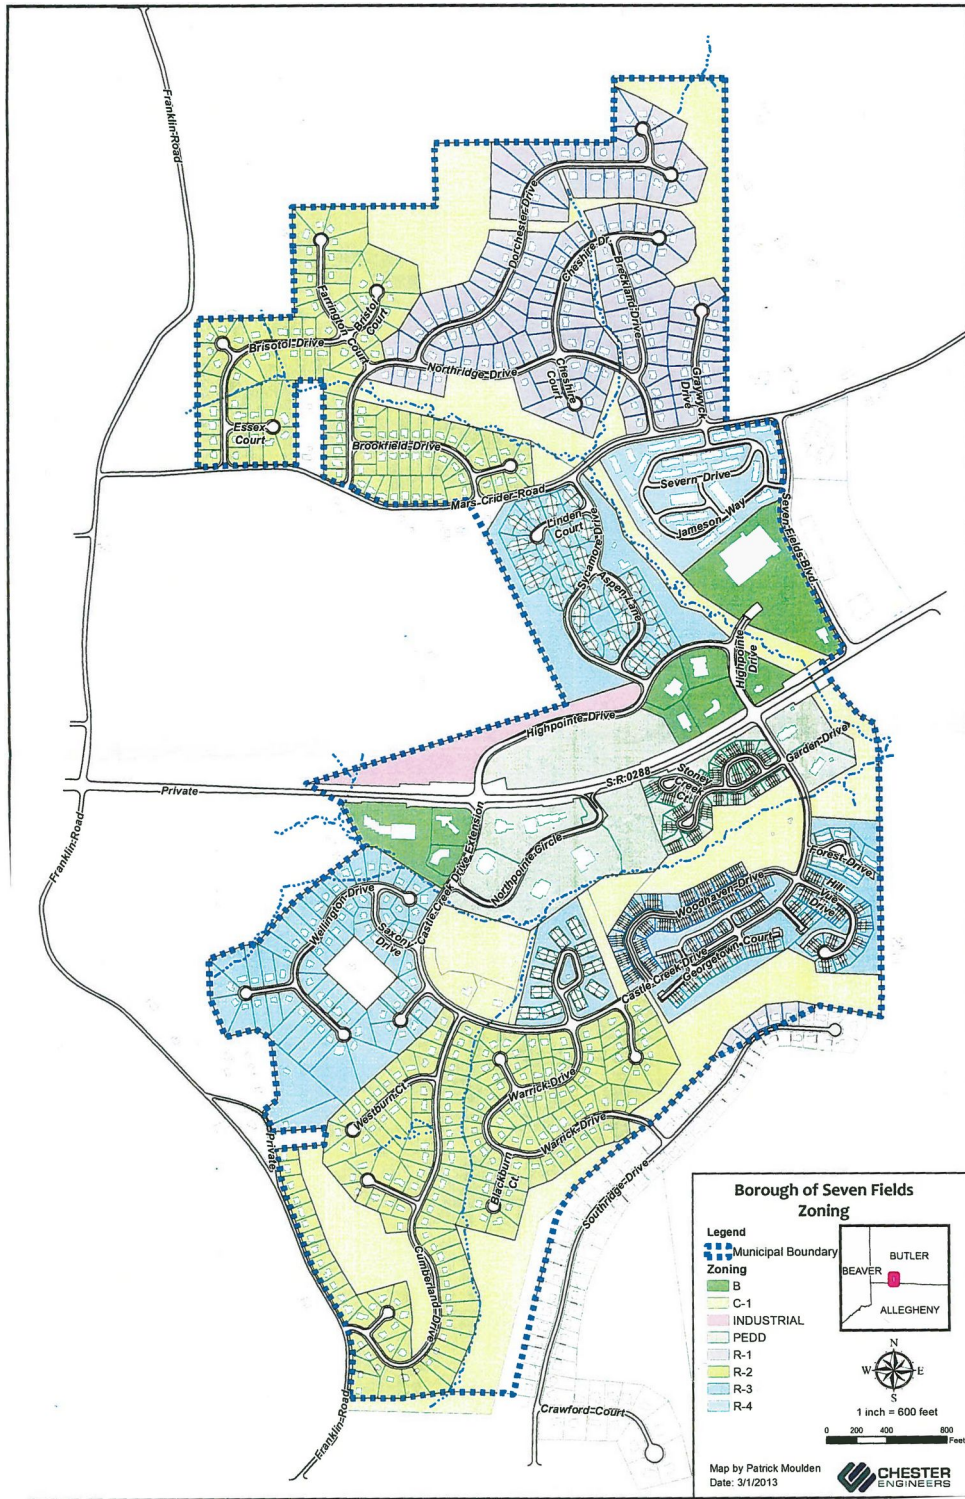 Franklin-Road
Dorchester-Drive
Cheshire-Dr.
Breckland-Drive
Farrington-Court
Bristol
Court
Brisotol-Drive
Northridge-Drive
Cheshire
Court
Graywyck
Drive
Essex
Court
Brookfield-Drive
Severn-Drive
Mars-Crider-Road
Jameson-Way
Seven-Fields-Blvd.
Linden
Court
Sycamore-Drive
Aspen-Lane
Highpointe
Drive
Highpointe-Drive
Garden-Drive
S.R.0288
Stoney
Creek
Ct.
Private
Franklin-Road
Castle-Creek Drive-Extension
Northpointe-Circle
Forest-Drive
Hill
Vue
Drive
Woodhaven-Drive
Wellington-Drive
Saxony
Drive
Georgetown-Court
Castle-Creek-Drive
Warrick-Drive
Westburn-Ct.
Warrick-Drive
Private
Blackburn
Ct.
Southridge-Drive
Cumberland-Drive
Franklin-Road
Crawford-Court
Borough of Seven Fields
Zoning
Legend
Municipal Boundary
Zoning
B
C-1
INDUSTRIAL
PEDD
R-1
R-2
R-3
R-4
BUTLER
BEAVER
ALLEGHENY
N
W E
S
1 inch = 600 feet
0 200 400 800
Feet
Map by Patrick Moulden
Date: 3/1/2013
CHESTER
ENGINEERS